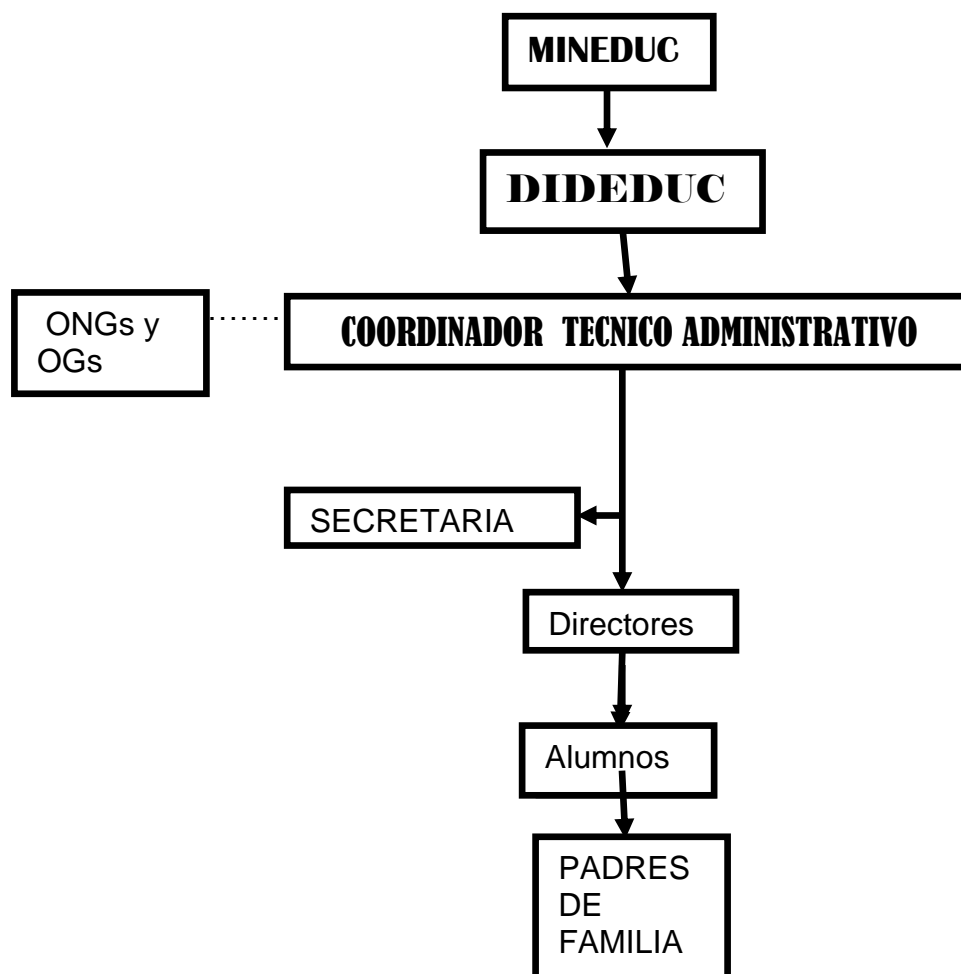 MINEDUC
DIDEDUC
ONGs y
OGs
COORDINADOR TECNICO ADMINISTRATIVO
SECRETARIA
Directores
Alumnos
PADRES
DE
FAMILIA